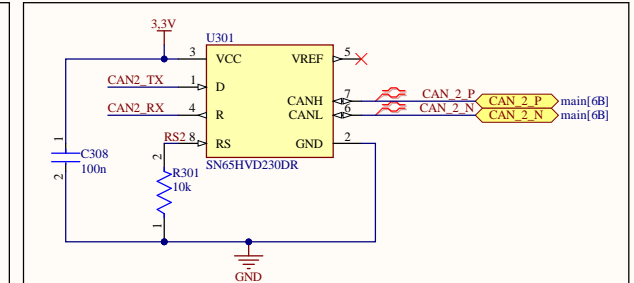 3,3V
U301
3 VCC VREF 5
CAN2_TX 1 D
CANH 7 CAN_2_P CAN_2_P main[6B]
CAN2_RX 4 R CANL 6 CAN_2_N CAN_2_N main[6B]
RS2 8 RS GND 2
SN65HVD230DR
1 C308 100n 2
2 R301 10k 1
GND